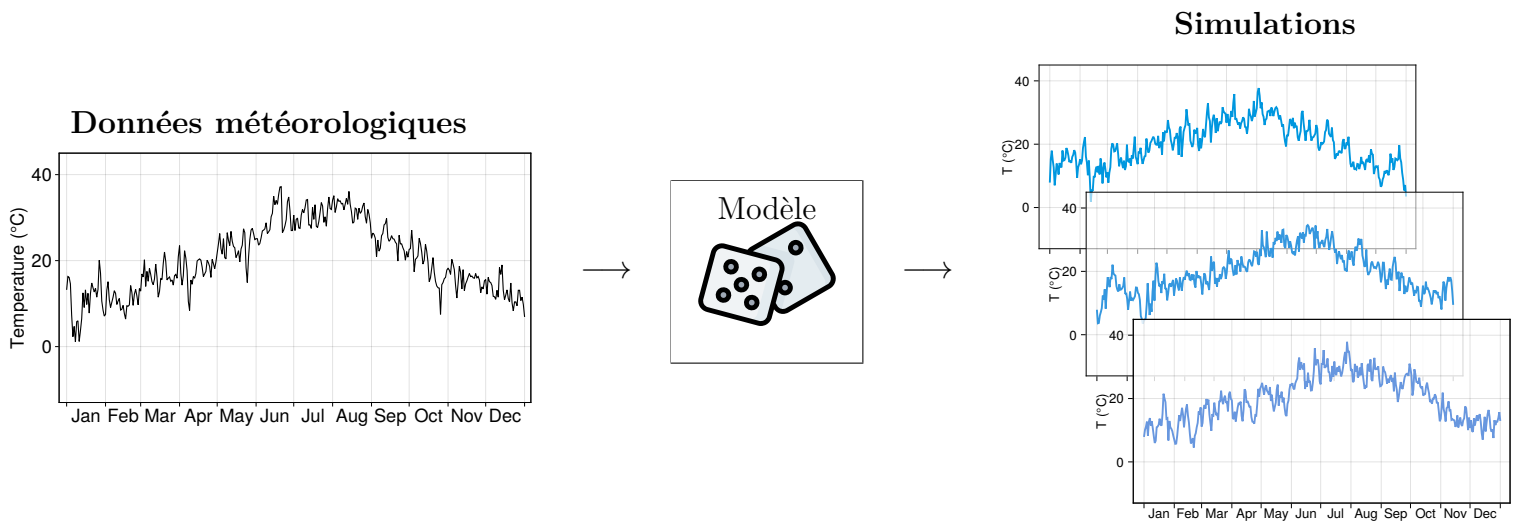 Simulations
Données météorologiques
Temperature (°C)
40
20
0
Jan Feb Mar Apr May Jun Jul Aug Sep Oct Nov Dec
Modèle
T (°C)
40
20
0
T (°C)
40
20
0
T (°C)
40
20
0
Jan Feb Mar Apr May Jun Jul Aug Sep Oct Nov Dec